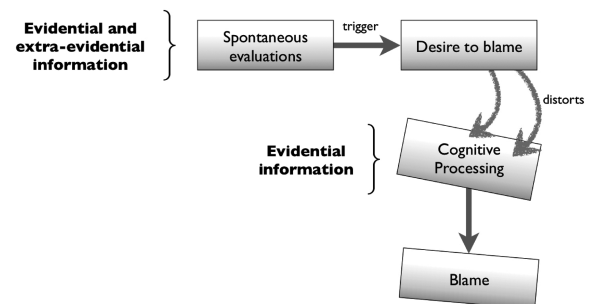 Evidential and
extra-evidential
information
Spontaneous
evaluations
trigger
Desire to blame
distorts
Evidential
information
Cognitive
Processing
Blame